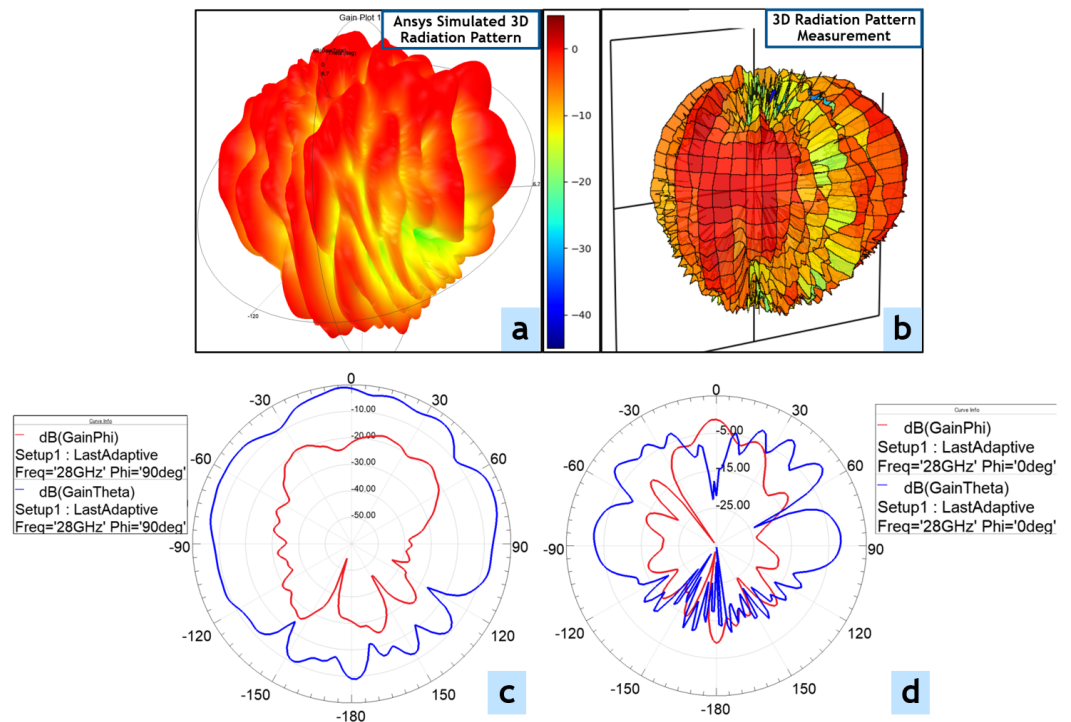 Gain Plot 1
Ansys Simulated 3D
Radiation Pattern
3D Radiation Pattern
Measurement
0
−10
−20
−30
−40
6.7
-120
a
b
Curve Info
dB(GainPhi)
Setup1 : LastAdaptive
Freq='28GHz' Phi='90deg'
dB(GainTheta)
Setup1 : LastAdaptive
Freq='28GHz' Phi='90deg'
0
-30
30
-60
60
-90
90
-120
120
-150
150
-180
-10.00
-20.00
-30.00
-40.00
-50.00
c
0
-30
30
-60
60
-90
90
-120
120
-150
150
-180
-5.00
-15.00
-25.00
d
Curve Info
dB(GainPhi)
Setup1 : LastAdaptive
Freq='28GHz' Phi='0deg'
dB(GainTheta)
Setup1 : LastAdaptive
Freq='28GHz' Phi='0deg'